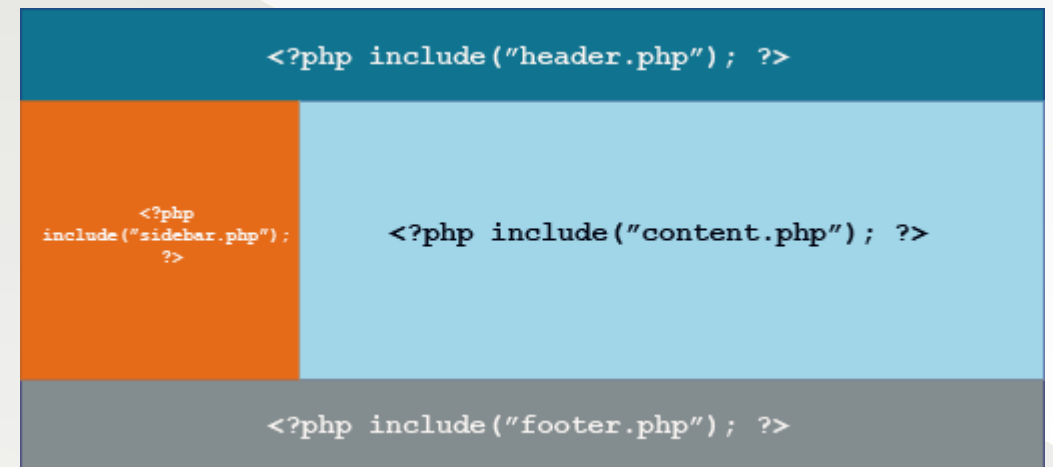 <?php include("header.php"); ?>
<?php
include("sidebar.php");
?>
<?php include("content.php"); ?>
<?php include("footer.php"); ?>